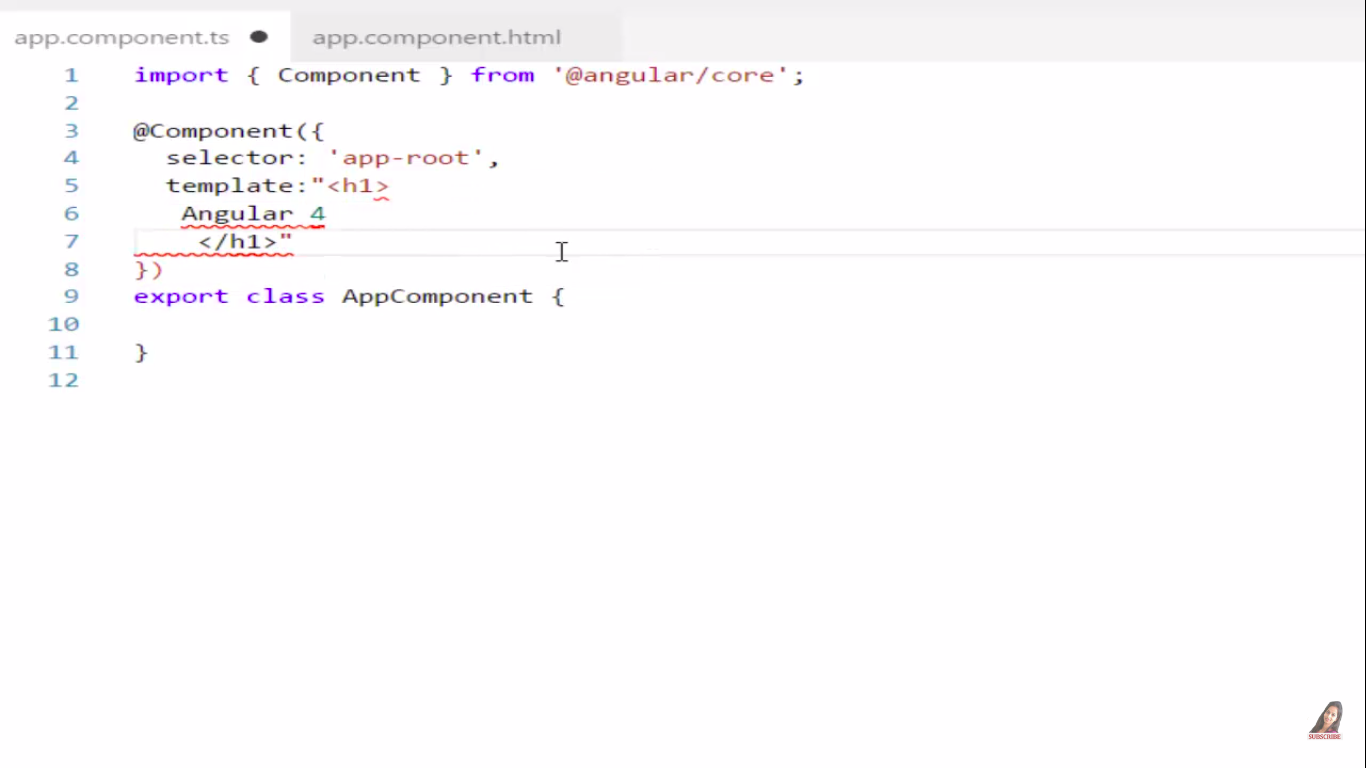 app.component.ts ● app.component.html
1 import { Component } from '@angular/core';
2
3 @Component({
4   selector: 'app-root',
5   template:"<h1>
6    Angular 4
7     </h1>"
8 })
9 export class AppComponent {
10
11 }
12
SUBSCRIBE